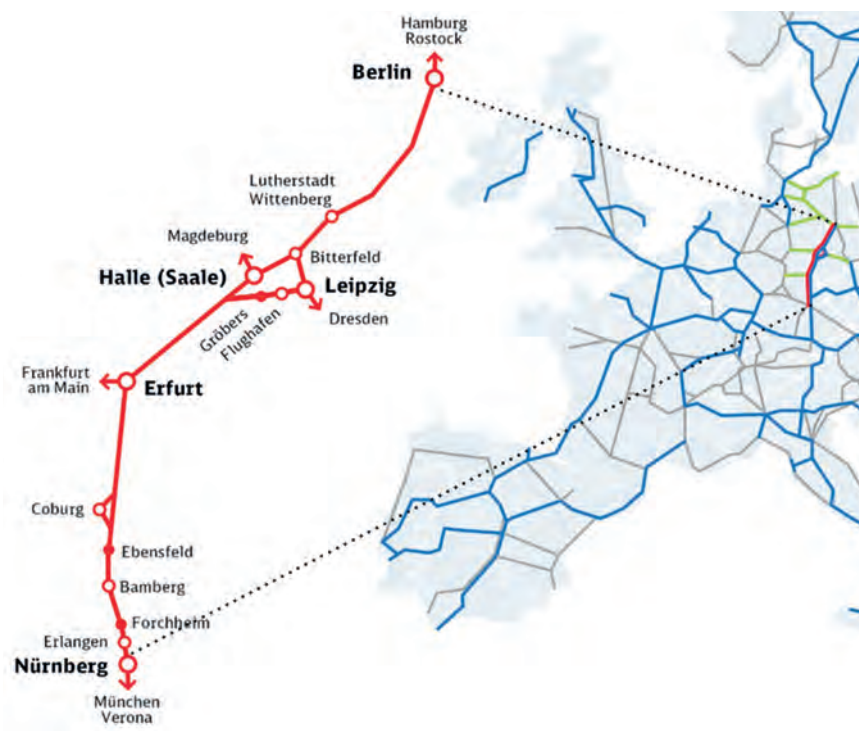 Hamburg
Rostock
Berlin
Lutherstadt
Wittenberg
Magdeburg
Bitterfeld
Halle (Saale)
Leipzig
Gröbers
Flughafen
Dresden
Frankfurt
am Main
Erfurt
Coburg
Ebensfeld
Bamberg
Forchheim
Erlangen
Nürnberg
München
Verona